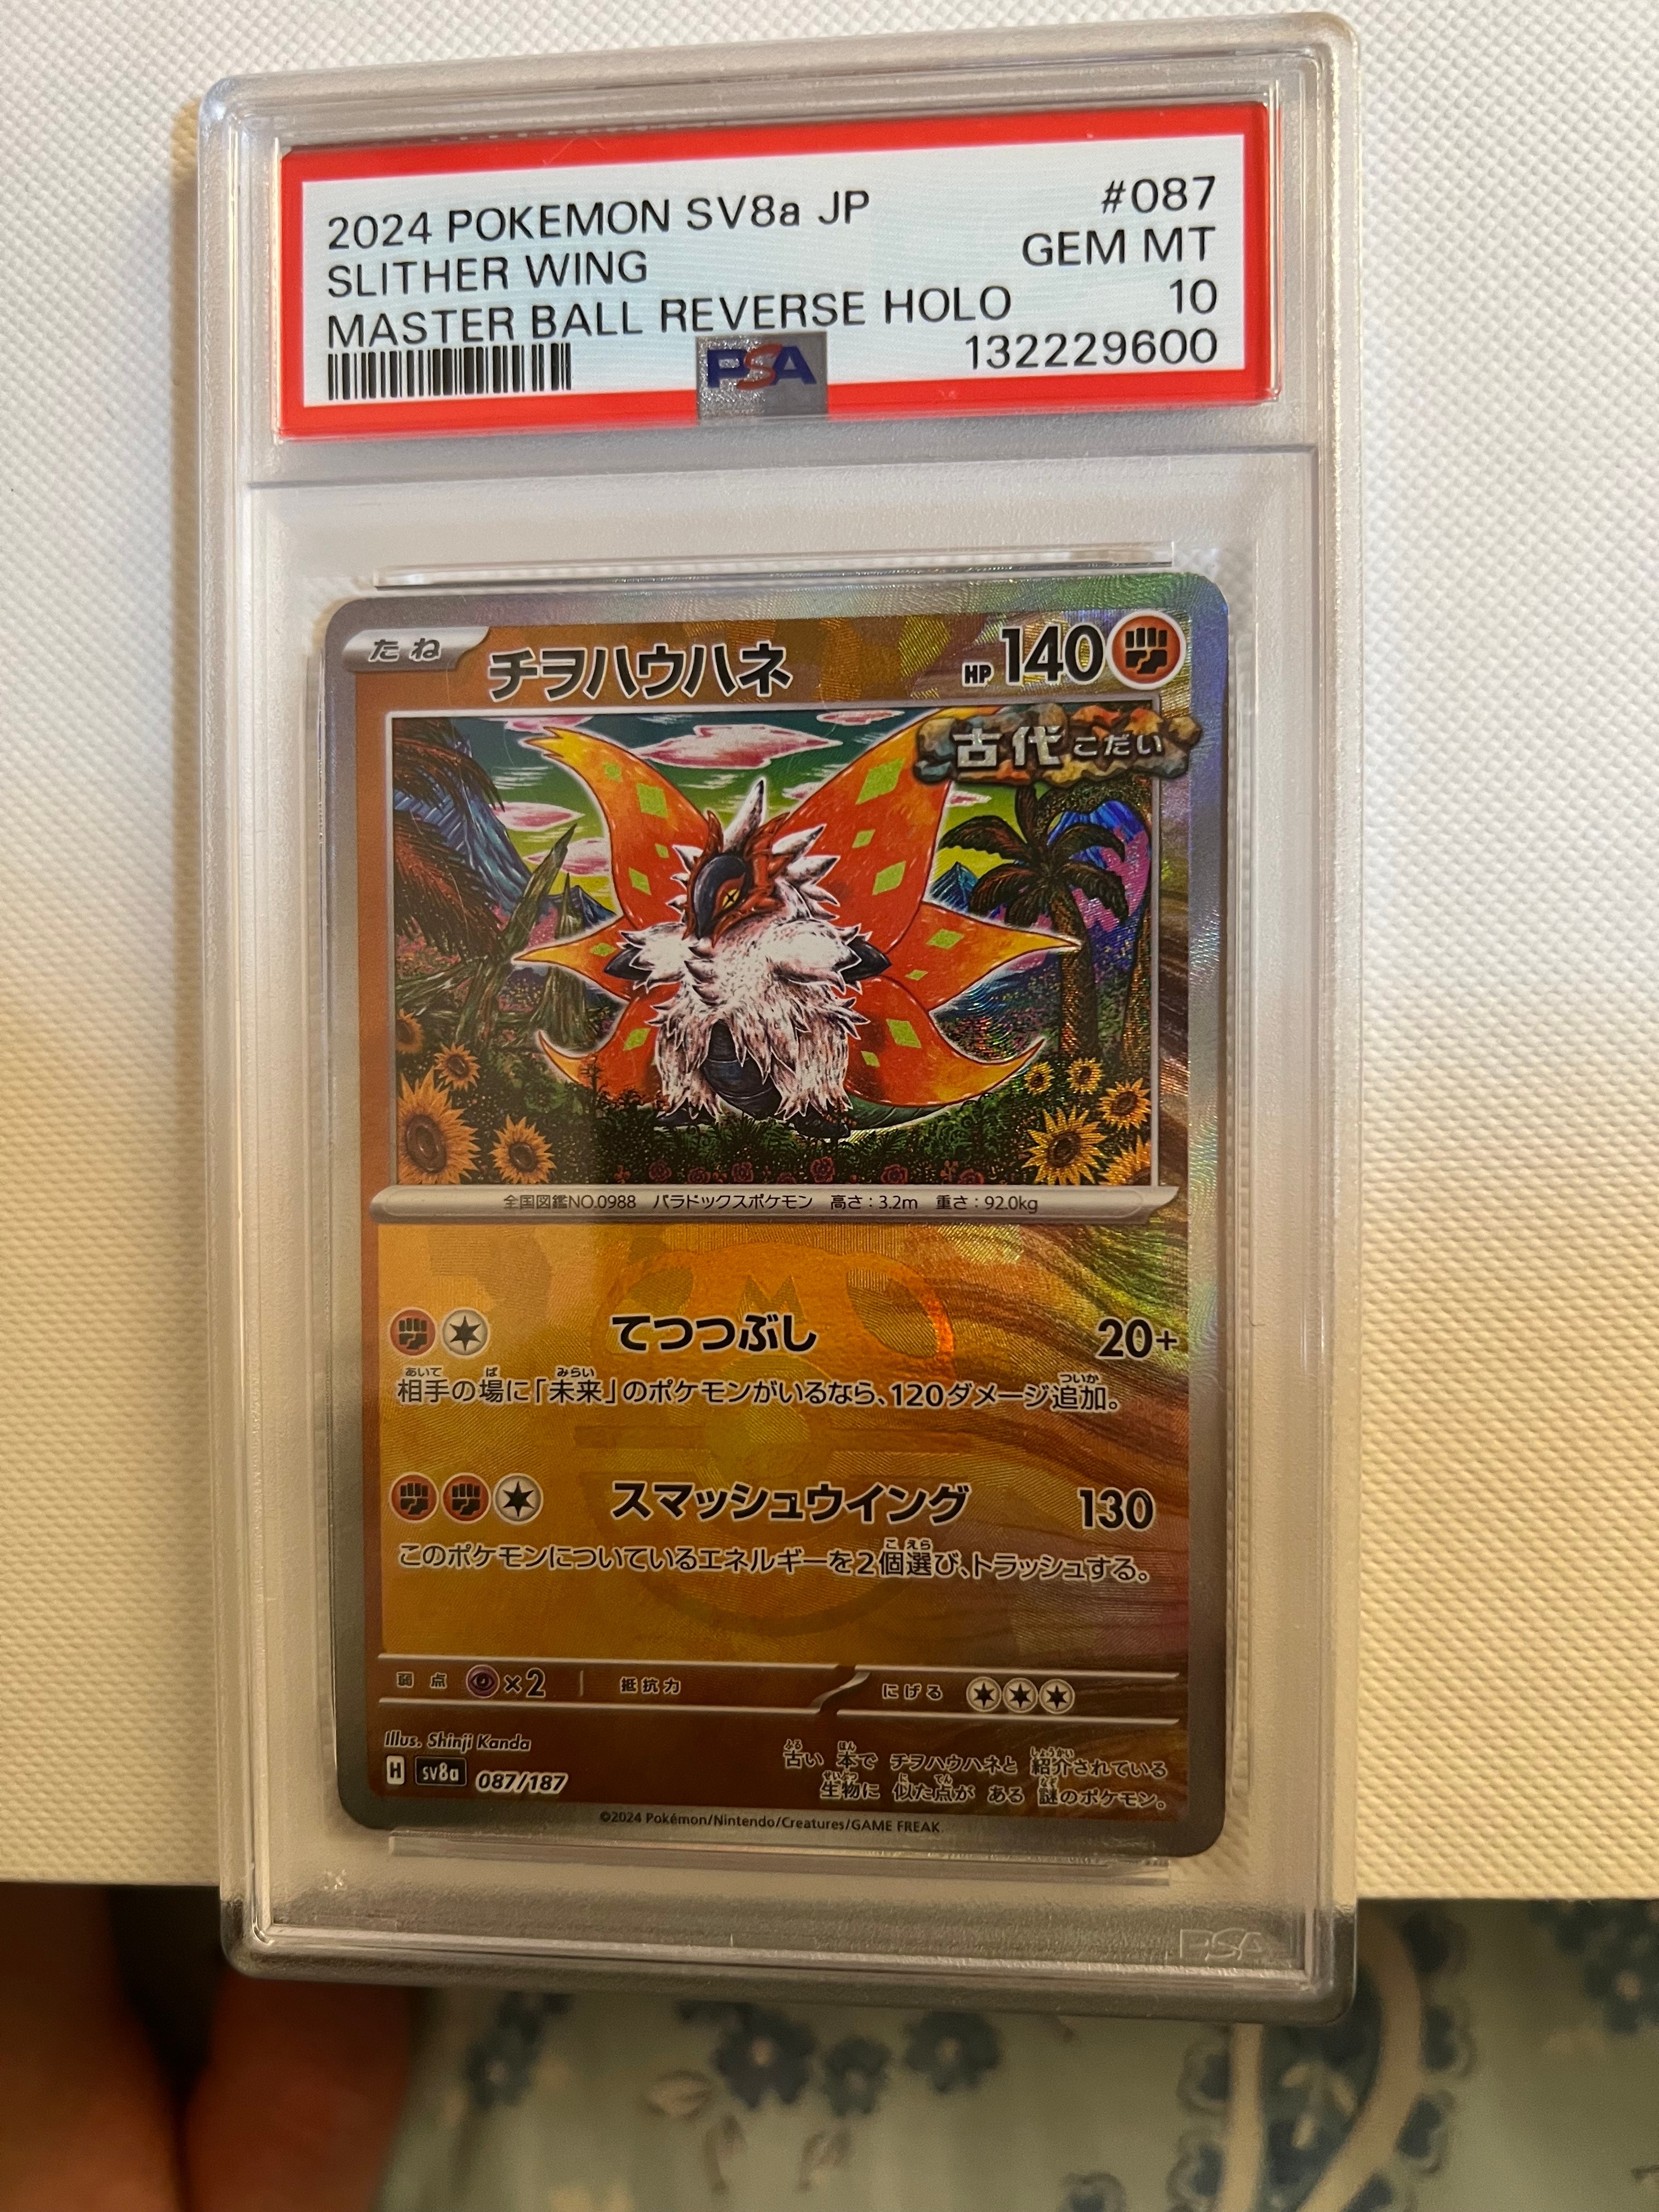 2024 POKEMON SV8a JP #087
SLITHER WING GEM MT
MASTER BALL REVERSE HOLO 10
PSA 132229600
たね チヲハウハネ HP 140
古代 こだい
全国図鑑NO.0988 パラドックスポケモン 高さ:3.2m 重さ:92.0kg
M
てつつぶし 20+
相手の場に「未来」のポケモンがいるなら、120ダメージ追加。
スマッシュウイング 130
このポケモンについているエネルギーを2個選び、トラッシュする。
弱点 ×2 抵抗力 にげる
Illus. Shinji Kanda
H sv8a 087/187
古い 本で チヲハウハネと 紹介されている
生物に 似た点が ある 謎のポケモン。
©2024 Pokémon/Nintendo/Creatures/GAME FREAK
PSA